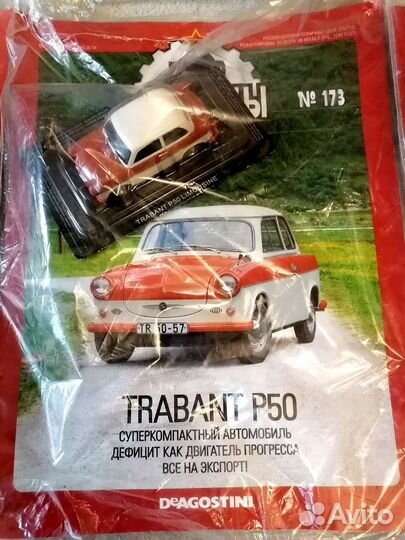 № 173
TRABANT P50 LIMOUSINE
TR 50-57
TRABANT P50
СУПЕРКОМПАКТНЫЙ АВТОМОБИЛЬ
ДЕФИЦИТ КАК ДВИГАТЕЛЬ ПРОГРЕССА
ВСЕ НА ЭКСПОРТ!
DeAGOSTINI
Avito